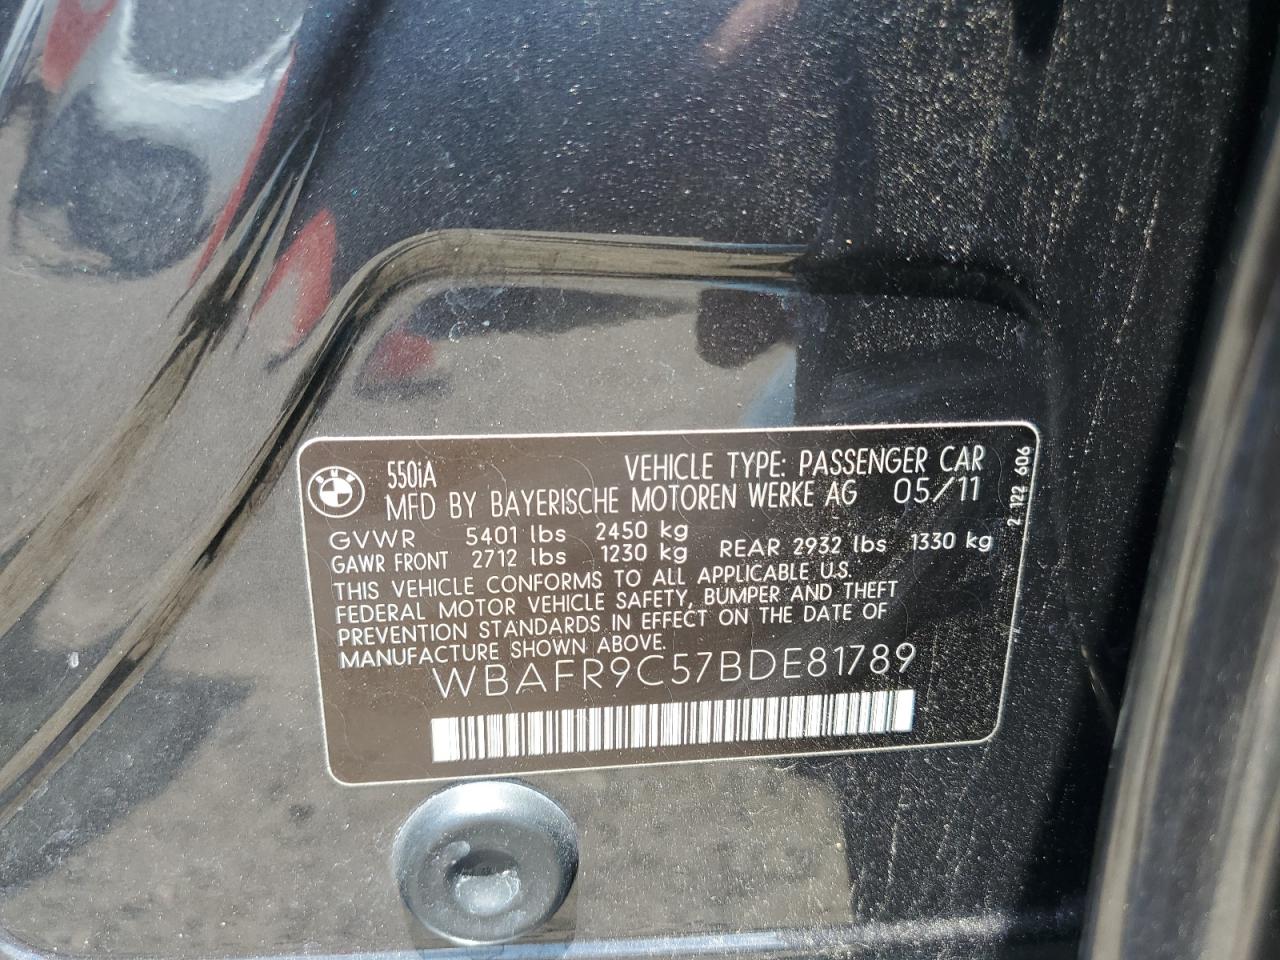 550iA VEHICLE TYPE: PASSENGER CAR
MFD BY BAYERISCHE MOTOREN WERKE AG 05/11
GVWR 5401 lbs 2450 kg
GAWR FRONT 2712 lbs 1230 kg REAR 2932 lbs 1330 kg
THIS VEHICLE CONFORMS TO ALL APPLICABLE U.S.
FEDERAL MOTOR VEHICLE SAFETY, BUMPER AND THEFT
PREVENTION STANDARDS IN EFFECT ON THE DATE OF
MANUFACTURE SHOWN ABOVE.
WBAFR9C57BDE81789
2 122 606